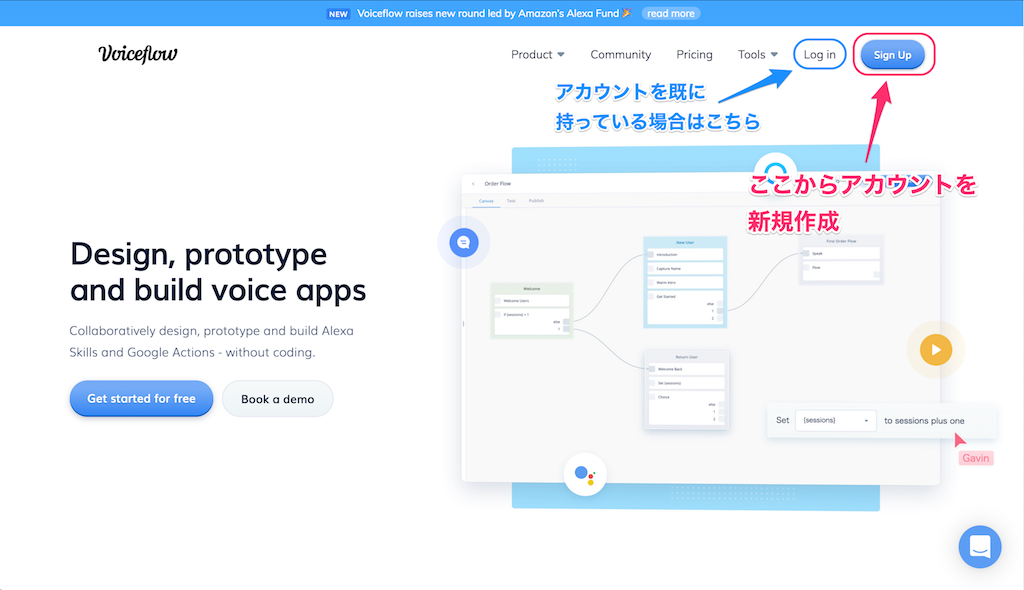 NEW Voiceflow raises new round led by Amazon's Alexa Fund 🎉 read more
Voiceflow
Product
Community
Pricing
Tools
Log in
Sign Up
アカウントを既に
持っている場合はこちら
ここからアカウントを
新規作成
Design, prototype
and build voice apps
Collaboratively design, prototype and build Alexa
Skills and Google Actions - without coding.
Get started for free
Book a demo
Order Flow
Canvas
Test
Publish
Welcome
Welcome Users
if {sessions} = 1
else
1
New User
Introduction
Capture Name
Get Started
else
1
2
Find Order Flow
Speak
Flow
Return User
Welcome Back
Set {sessions}
Choice
else
1
2
Set {sessions} to sessions plus one
Gavin